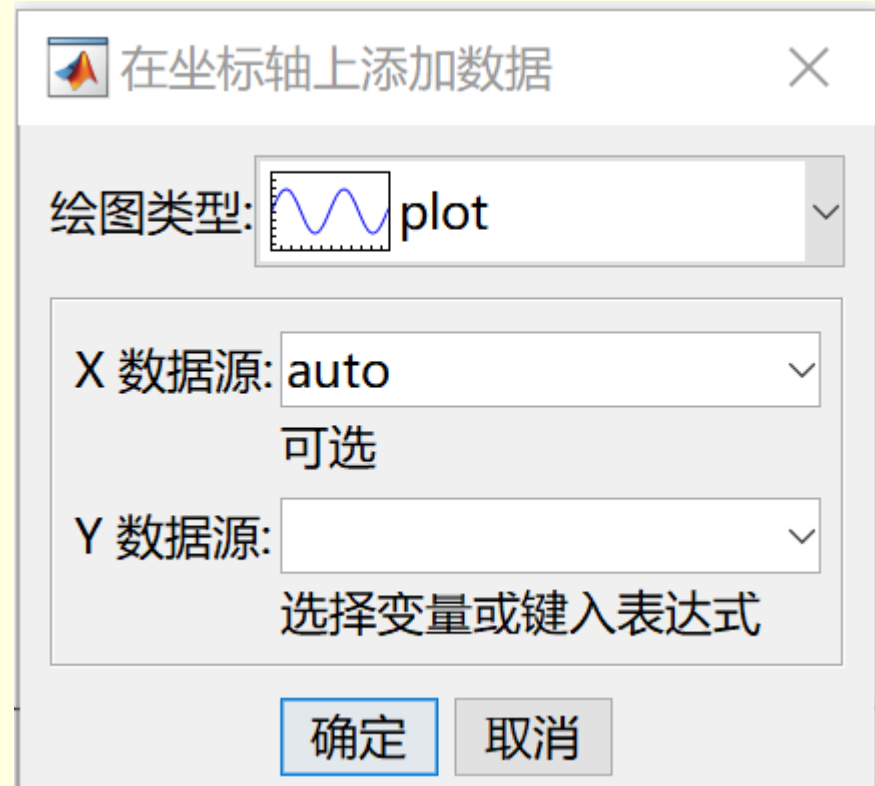 在坐标轴上添加数据
绘图类型: plot
X 数据源: auto
可选
Y 数据源:
选择变量或键入表达式
确定 取消